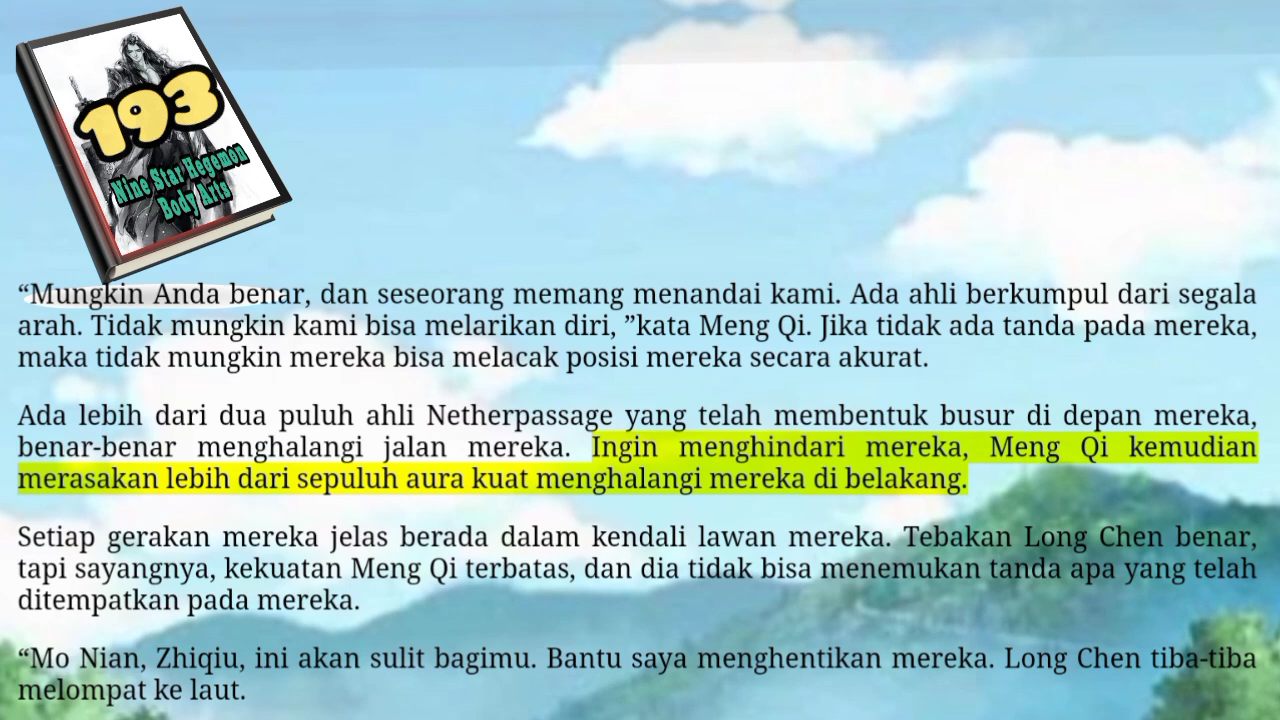 193
Nine Star Hegemon
Body Arts
“Mungkin Anda benar, dan seseorang memang menandai kami. Ada ahli berkumpul dari segala
arah. Tidak mungkin kami bisa melarikan diri, ”kata Meng Qi. Jika tidak ada tanda pada mereka,
maka tidak mungkin mereka bisa melacak posisi mereka secara akurat.
Ada lebih dari dua puluh ahli Netherpassage yang telah membentuk busur di depan mereka,
benar-benar menghalangi jalan mereka. Ingin menghindari mereka, Meng Qi kemudian
merasakan lebih dari sepuluh aura kuat menghalangi mereka di belakang.
Setiap gerakan mereka jelas berada dalam kendali lawan mereka. Tebakan Long Chen benar,
tapi sayangnya, kekuatan Meng Qi terbatas, dan dia tidak bisa menemukan tanda apa yang telah
ditempatkan pada mereka.
“Mo Nian, Zhiqiu, ini akan sulit bagimu. Bantu saya menghentikan mereka. Long Chen tiba-tiba
melompat ke laut.